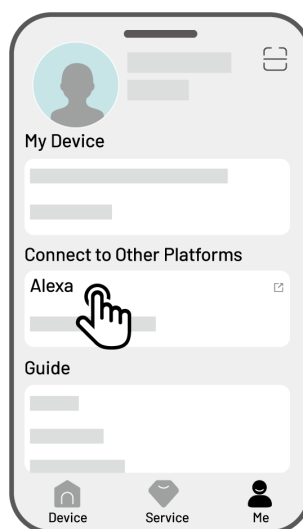 My Device
Connect to Other Platforms
Alexa
Guide
Device Service Me